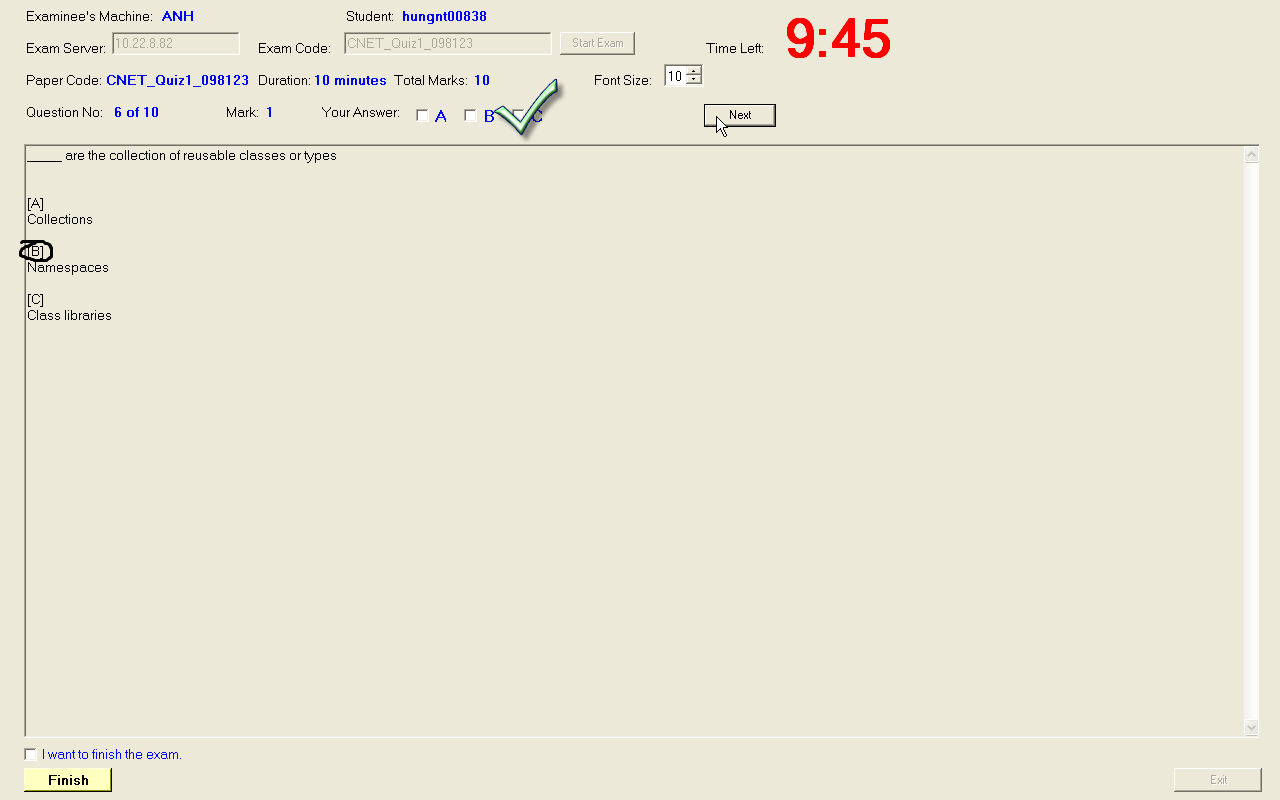 Examinee's Machine: ANH Student: hungnt00838
Exam Server: 10.22.8.82 Exam Code: CNET_Quiz1_098123 Start Exam Time Left: 9:45
Paper Code: CNET_Quiz1_098123 Duration: 10 minutes Total Marks: 10 Font Size: 10
Question No: 6 of 10 Mark: 1 Your Answer: A B C Next
_____ are the collection of reusable classes or types
[A]
Collections
[B]
Namespaces
[C]
Class libraries
I want to finish the exam.
Finish Exit